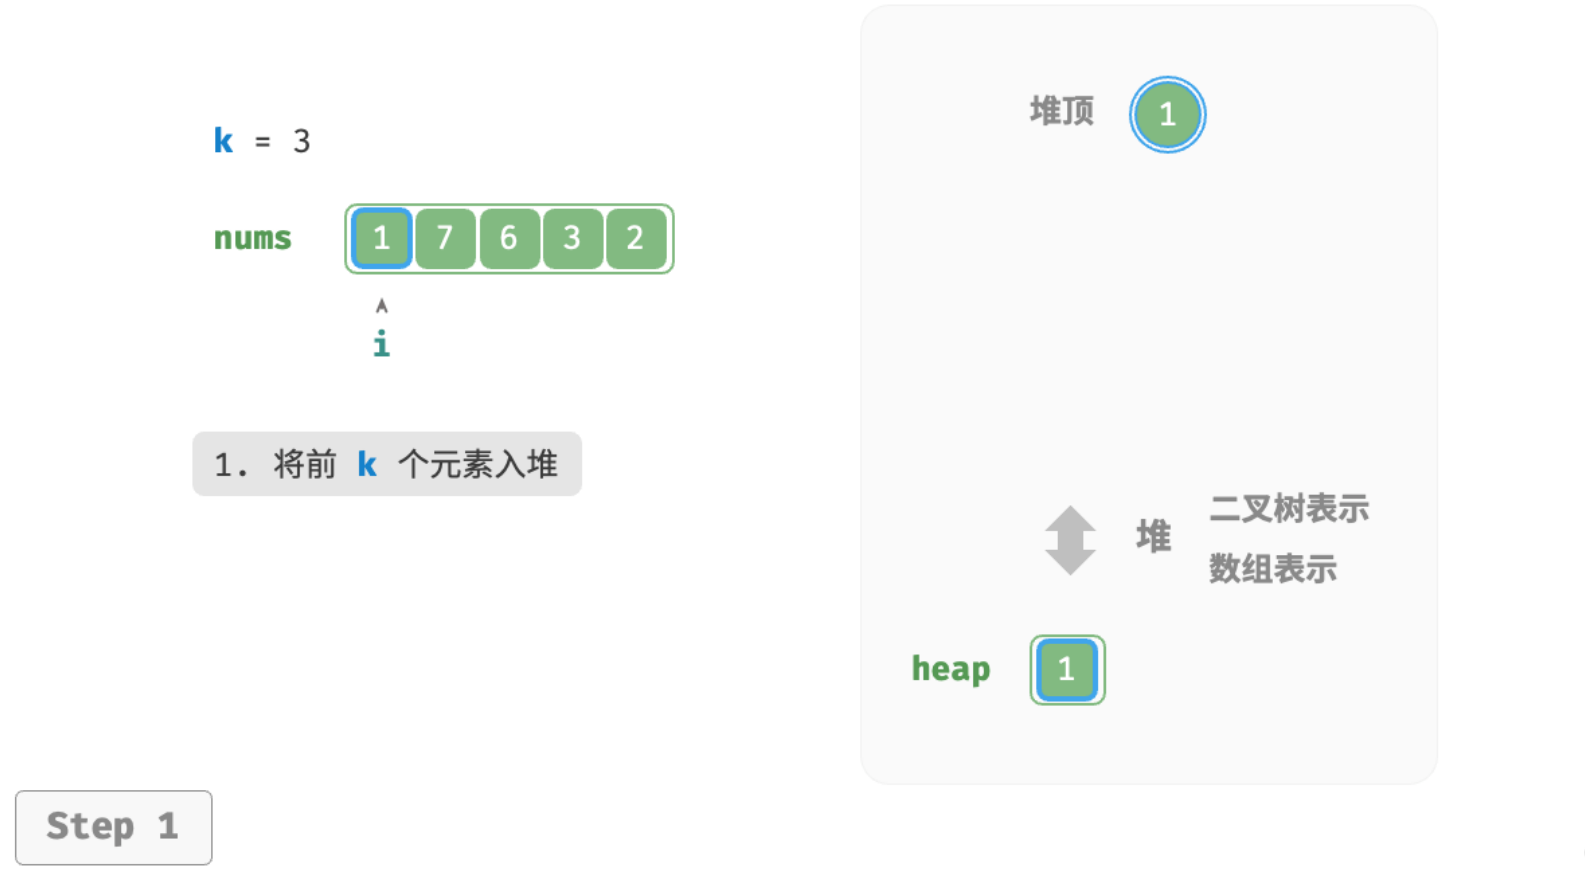 k = 3
nums 1 7 6 3 2
^
i
1. 将前 k 个元素入堆
堆顶 1
堆
二叉树表示
数组表示
heap 1
Step 1